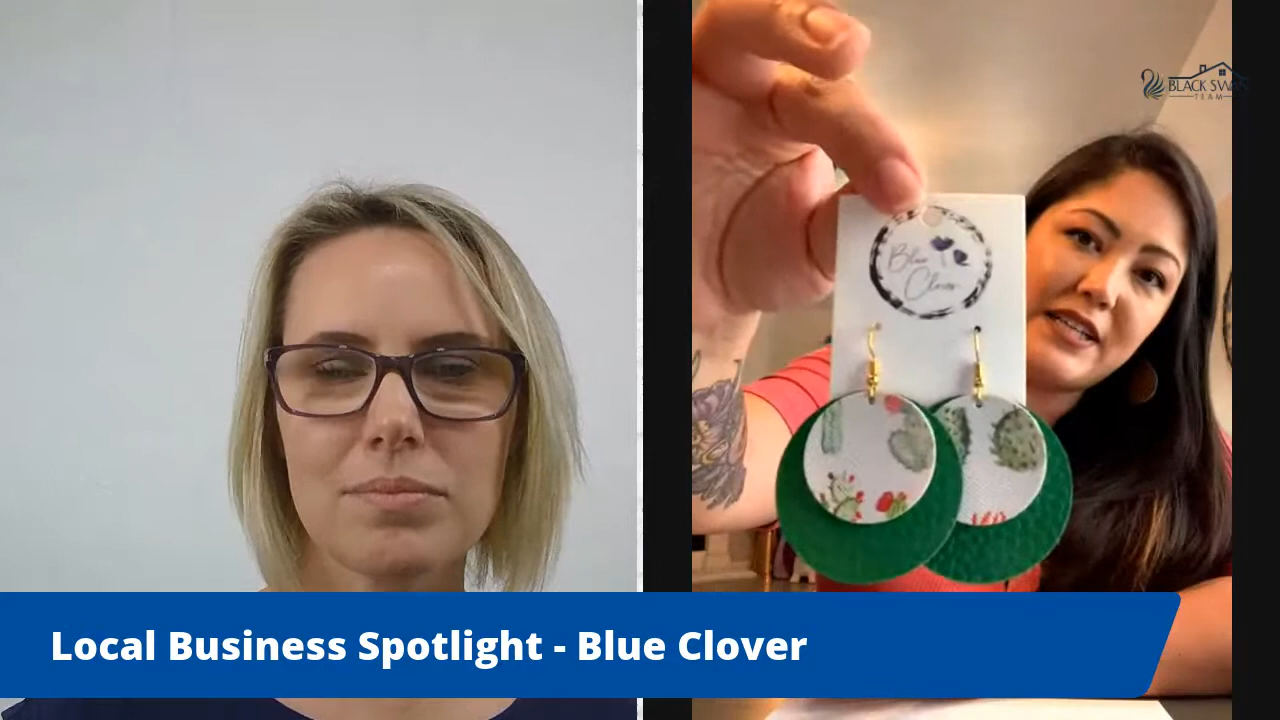 BLACK SWAN
TEAM
Blue
Clover
Local Business Spotlight - Blue Clover